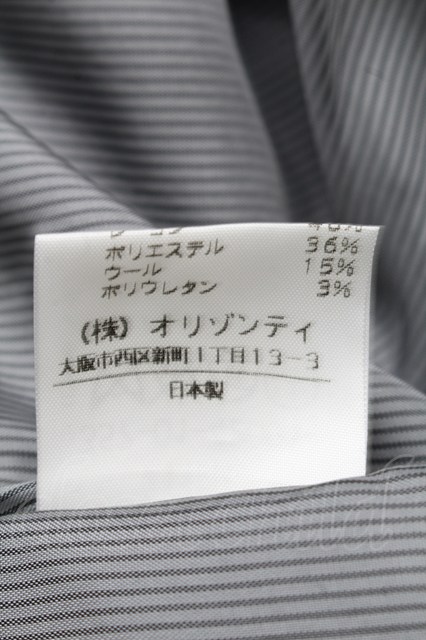 ポリエステル 36%
ウール 15%
ポリウレタン 3%
(株) オリゾンティ
大阪市西区新町1丁目13-3
日本製